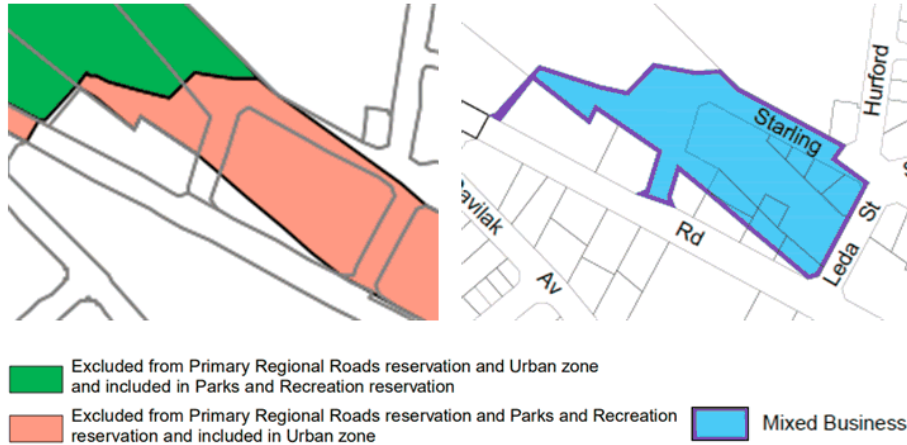 Hurford
Starling
S
avilak
Av
Rd
Leda St
Excluded from Primary Regional Roads reservation and Urban zone
and included in Parks and Recreation reservation
Excluded from Primary Regional Roads reservation and Parks and Recreation
reservation and included in Urban zone
Mixed Business